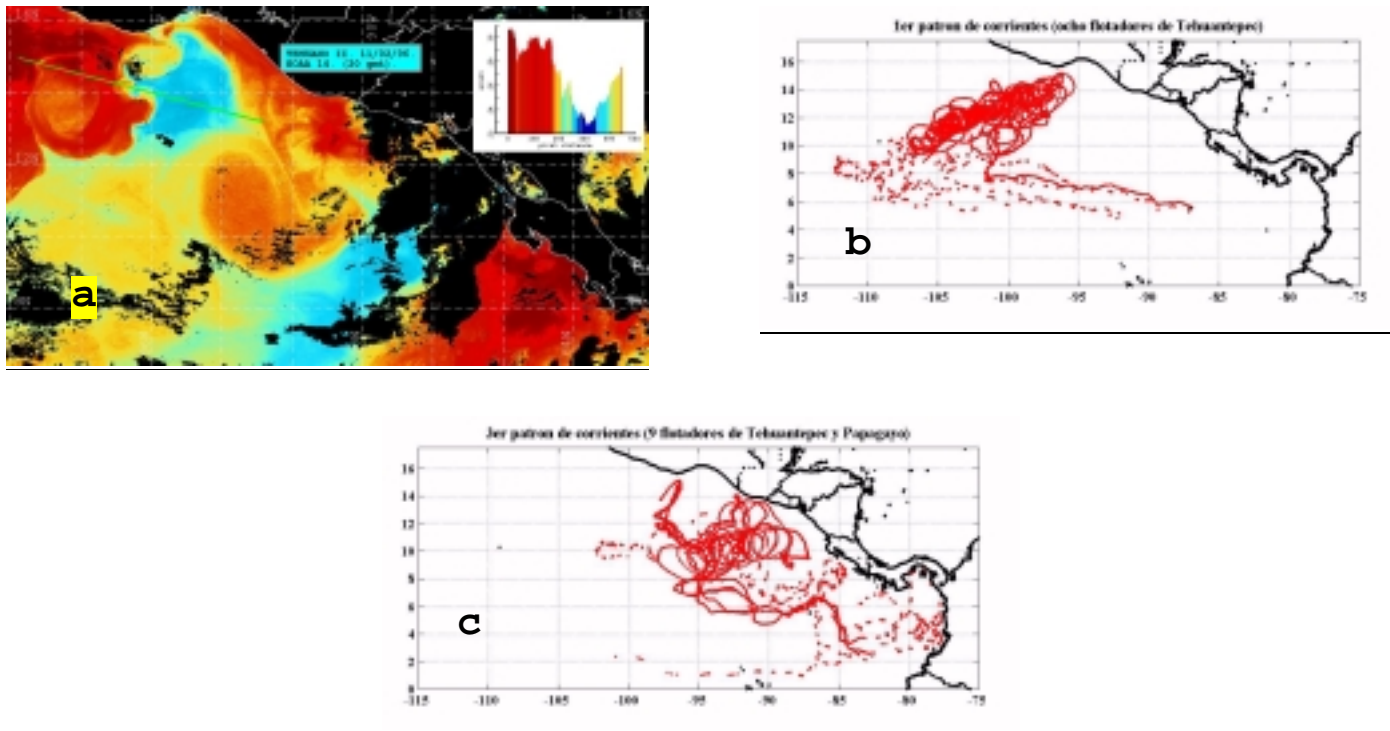 a
1er patron de corrientes (ocho flotadores de Tehuantepec)
16
14
12
10
8
6
4
2
0
-115 -110 -105 -100 -95 -90 -85 -80 -75
b
3er patron de corrientes (9 flotadores de Tehuantepec y Papagayo)
16
14
12
10
8
6
4
2
0
-115 -110 -105 -100 -95 -90 -85 -80 -75
c